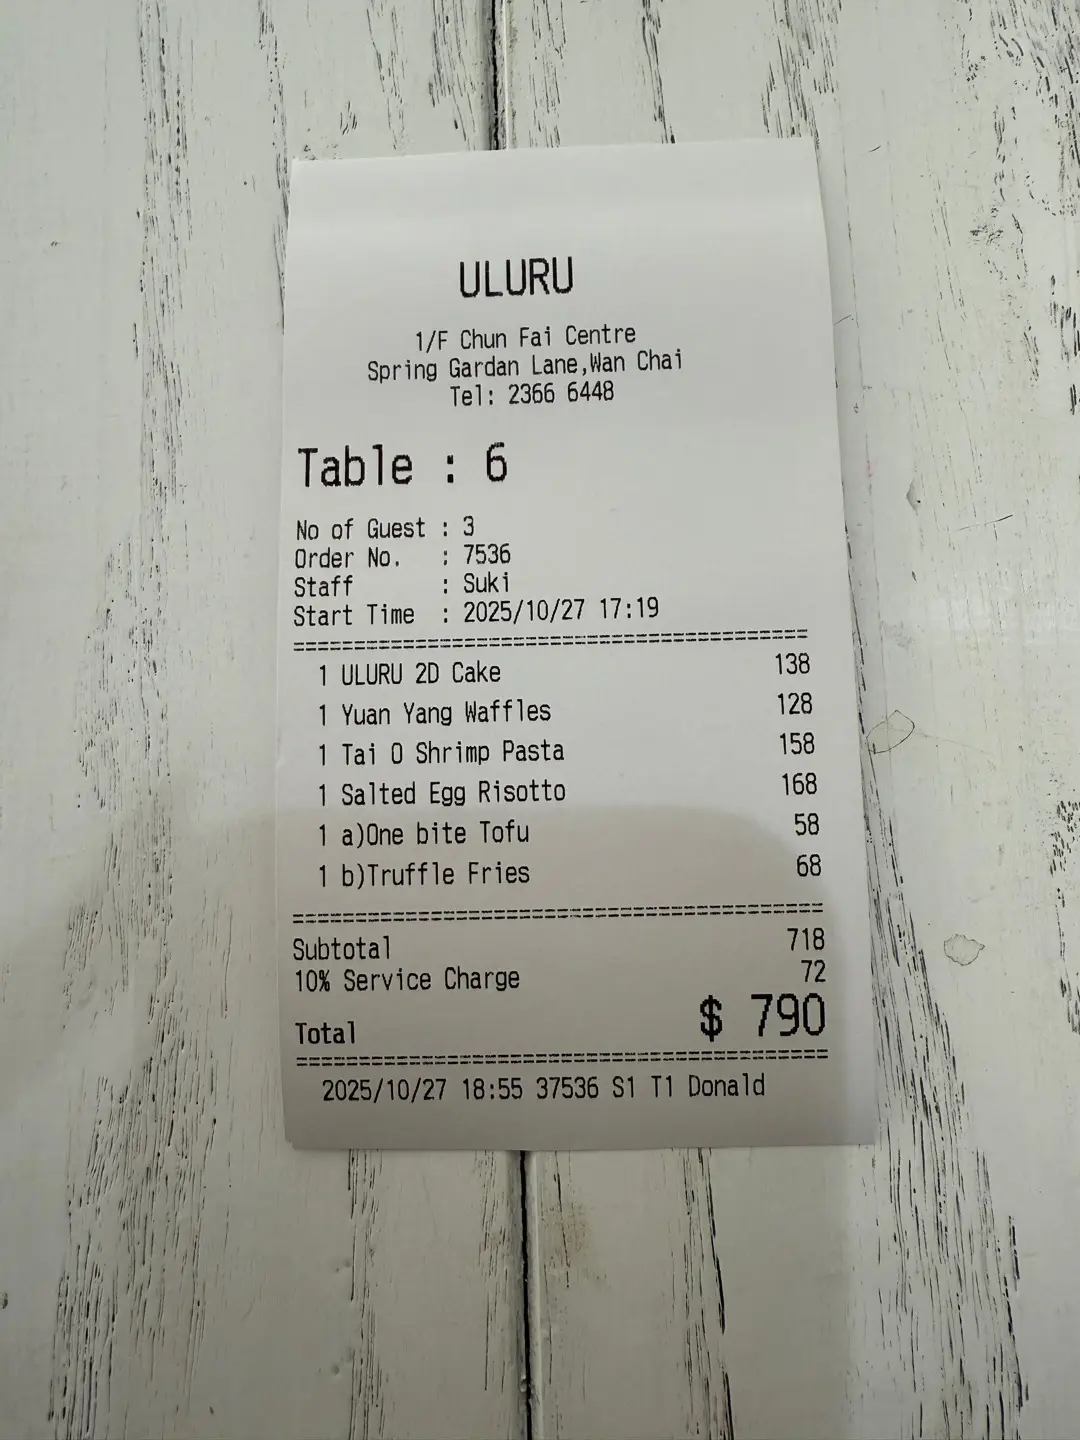 ULURU
1/F Chun Fai Centre
Spring Gardan Lane,Wan Chai
Tel: 2366 6448
Table : 6
No of Guest : 3
Order No. : 7536
Staff : Suki
Start Time : 2025/10/27 17:19
1 ULURU 2D Cake 138
1 Yuan Yang Waffles 128
1 Tai O Shrimp Pasta 158
1 Salted Egg Risotto 168
1 a)One bite Tofu 58
1 b)Truffle Fries 68
Subtotal 718
10% Service Charge 72
Total $ 790
2025/10/27 18:55 37536 S1 T1 Donald